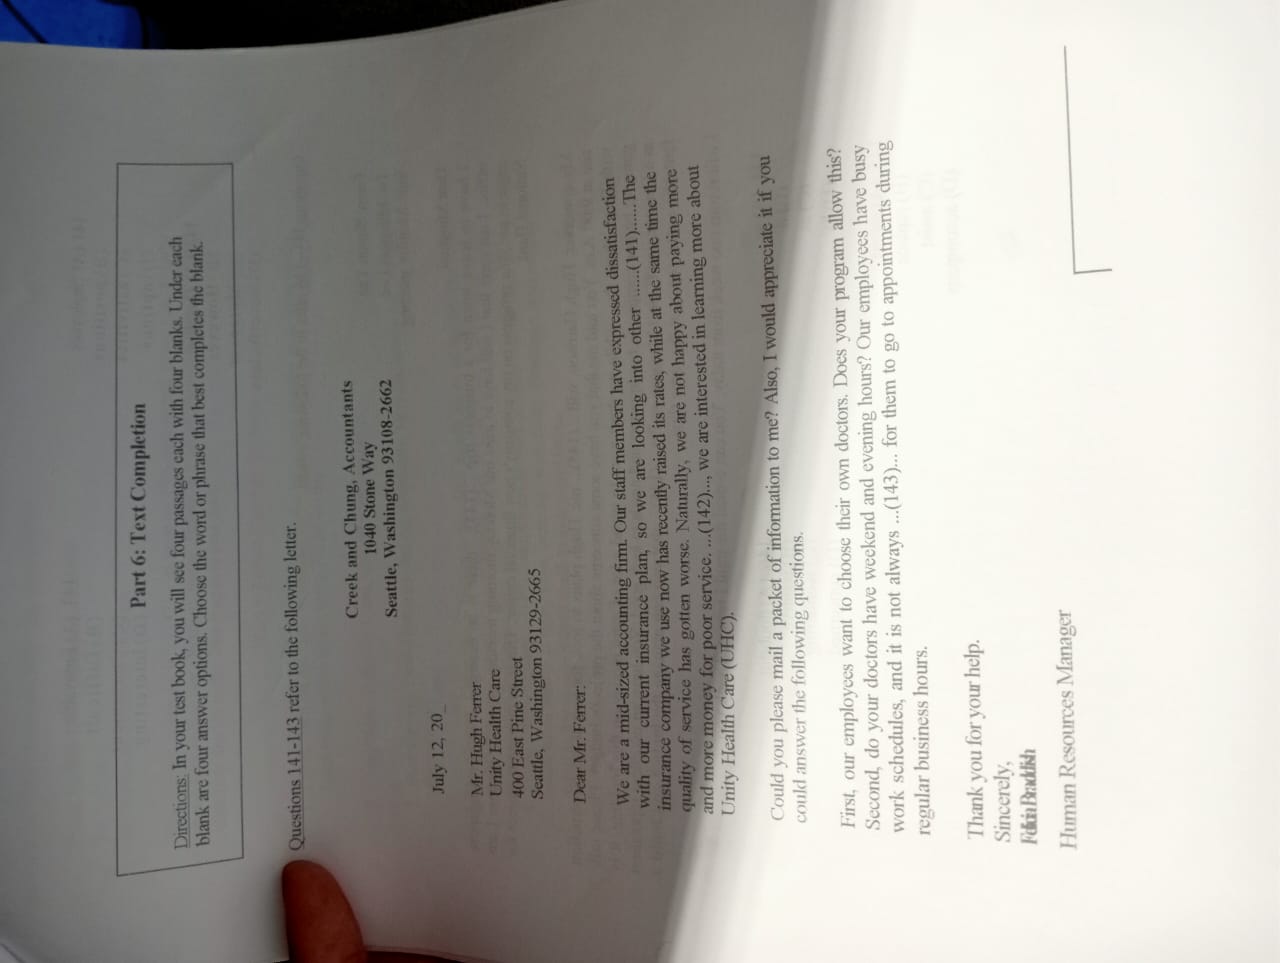 Part 6: Text Completion
Directions: In your test book, you will see four passages each with four blanks. Under each
blank are four answer options. Choose the word or phrase that best completes the blank.
Questions 141-143 refer to the following letter.
Creek and Chung, Accountants
1040 Stone Way
Seattle, Washington 93108-2662
July 12, 20_
Mr. Hugh Ferrer
Unity Health Care
400 East Pine Street
Seattle, Washington 93129-2665
Dear Mr. Ferrer:
We are a mid-sized accounting firm. Our staff members have expressed dissatisfaction
with our current insurance plan, so we are looking into other ......(141)...... The
insurance company we use now has recently raised its rates, while at the same time the
quality of service has gotten worse. Naturally, we are not happy about paying more
and more money for poor service. ...(142)..., we are interested in learning more about
Unity Health Care (UHC).
Could you please mail a packet of information to me? Also, I would appreciate it if you
could answer the following questions.
First, our employees want to choose their own doctors. Does your program allow this?
Second, do your doctors have weekend and evening hours? Our employees have busy
work schedules, and it is not always ...(143)... for them to go to appointments during
regular business hours.
Thank you for your help.
Sincerely,
Human Resources Manager